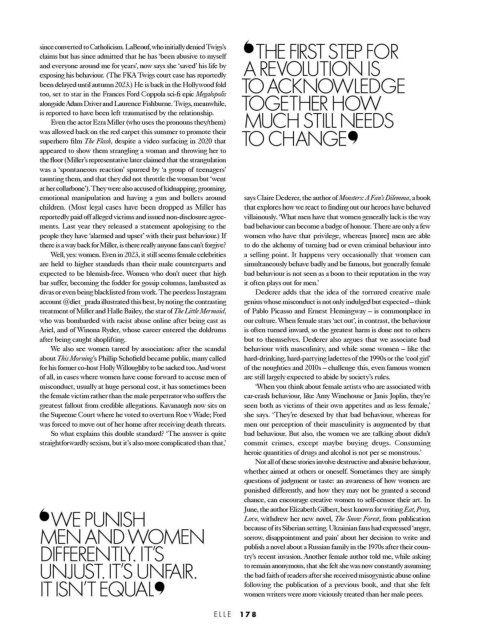 since converted to Catholicism. LaBeouf, who initially denied Twigs's
claims but has since admitted that he has 'been abusive to myself
and everyone around me for years', now says she 'saved' his life by
exposing his behaviour. (The FKA Twigs court case has reportedly
been delayed until autumn 2023.) He is back in the Hollywood fold
too, set to star in the Frances Ford Coppola sci-fi epic Megalopolis
alongside Adam Driver and Laurence Fishburne. Twigs, meanwhile,
is reported to have been left traumatised by the relationship.
Even the actor Ezra Miller (who uses the pronouns they/them)
was allowed back on the red carpet this summer to promote their
superhero film The Flash, despite a video surfacing in 2020 that
appeared to show them strangling a woman and throwing her to
the floor (Miller's representative later claimed that the strangulation
was a 'spontaneous reaction' spurred by 'a group of teenagers'
taunting them, and that they did not throttle the woman but 'went
at her collarbone'). They were also accused of kidnapping, grooming,
emotional manipulation and having a gun and bullets around
children. (Most legal cases have been dropped as Miller has
reportedly paid off alleged victims and issued non-disclosure agree-
ments. Last year they released a statement apologising to the
people they have 'alarmed and upset' with their past behaviour.) If
there is a way back for Miller, is there really anyone fans can't forgive?
Well, yes: women. Even in 2023, it still seems female celebrities
are held to higher standards than their male counterparts and
expected to be blemish-free. Women who don't meet that high
bar suffer, becoming the fodder for gossip columns, lambasted as
divas or even being blacklisted from work. The peerless Instagram
account @diet_prada illustrated this best, by noting the contrasting
treatment of Miller and Halle Bailey, the star of The Little Mermaid,
who was bombarded with racist abuse online after being cast as
Ariel, and of Winona Ryder, whose career entered the doldrums
after being caught shoplifting.
We also see women tarred by association: after the scandal
about This Morning's Phillip Schofield became public, many called
for his former co-host Holly Willoughby to be sacked too. And worst
of all, in cases where women have come forward to accuse men of
misconduct, usually at huge personal cost, it has sometimes been
the female victim rather than the male perpetrator who suffers the
greatest fallout from credible allegations. Kavanaugh now sits on
the Supreme Court where he voted to overturn Roe v Wade; Ford
was forced to move out of her home after receiving death threats.
So what explains this double standard? 'The answer is quite
straightforwardly sexism, but it's also more complicated than that,'
'WE PUNISH
MEN AND WOMEN
DIFFERENTLY. IT'S
UNJUST. IT'S UNFAIR.
IT ISN'T EQUAL'
'THE FIRST STEP FOR
A REVOLUTION IS
TO ACKNOWLEDGE
TOGETHER HOW
MUCH STILL NEEDS
TO CHANGE'
says Claire Dederer, the author of Monsters: A Fan's Dilemma, a book
that explores how we react to finding out our heroes have behaved
villainously. 'What men have that women generally lack is the way
bad behaviour can become a badge of honour. There are only a few
women who have that privilege, whereas [more] men are able
to do the alchemy of turning bad or even criminal behaviour into
a selling point. It happens very occasionally that women can
simultaneously behave badly and be famous, but generally female
bad behaviour is not seen as a boon to their reputation in the way
it often plays out for men.'
Dederer adds that the idea of the tortured creative male
genius whose misconduct is not only indulged but expected – think
of Pablo Picasso and Ernest Hemingway – is commonplace in
our culture. When female stars 'act out', in contrast, the behaviour
is often turned inward, so the greatest harm is done not to others
but to themselves. Dederer also argues that we associate bad
behaviour with masculinity, and while some women – like the
hard-drinking, hard-partying ladettes of the 1990s or the 'cool girl'
of the noughties and 2010s – challenge this, even famous women
are still largely expected to abide by society's rules.
'When you think about female artists who are associated with
car-crash behaviour, like Amy Winehouse or Janis Joplin, they're
seen both as victims of their own appetites and as less female,'
she says. 'They're desexed by that bad behaviour, whereas for
men our perception of their masculinity is augmented by that
bad behaviour. But also, the women we are talking about didn't
commit crimes, except maybe buying drugs. Consuming
heroic quantities of drugs and alcohol is not per se monstrous.'
Not all of these stories involve destructive and abusive behaviour,
whether aimed at others or oneself. Sometimes they are simply
questions of judgment or taste: an awareness of how women are
punished differently, and how they may not be granted a second
chance, can encourage creative women to self-censor their art. In
June, the author Elizabeth Gilbert, best known for writing Eat, Pray,
Love, withdrew her new novel, The Snow Forest, from publication
because of its Siberian setting. Ukrainian fans had expressed 'anger,
sorrow, disappointment and pain' about her decision to write and
publish a novel about a Russian family in the 1970s after their coun-
try's recent invasion. Another female author told me, while asking
to remain anonymous, that she felt she was now constantly assuming
the bad faith of readers after she received misogynistic abuse online
following the publication of a previous book, and that she felt
women writers were more viciously treated than her male peers.
ELLE 178